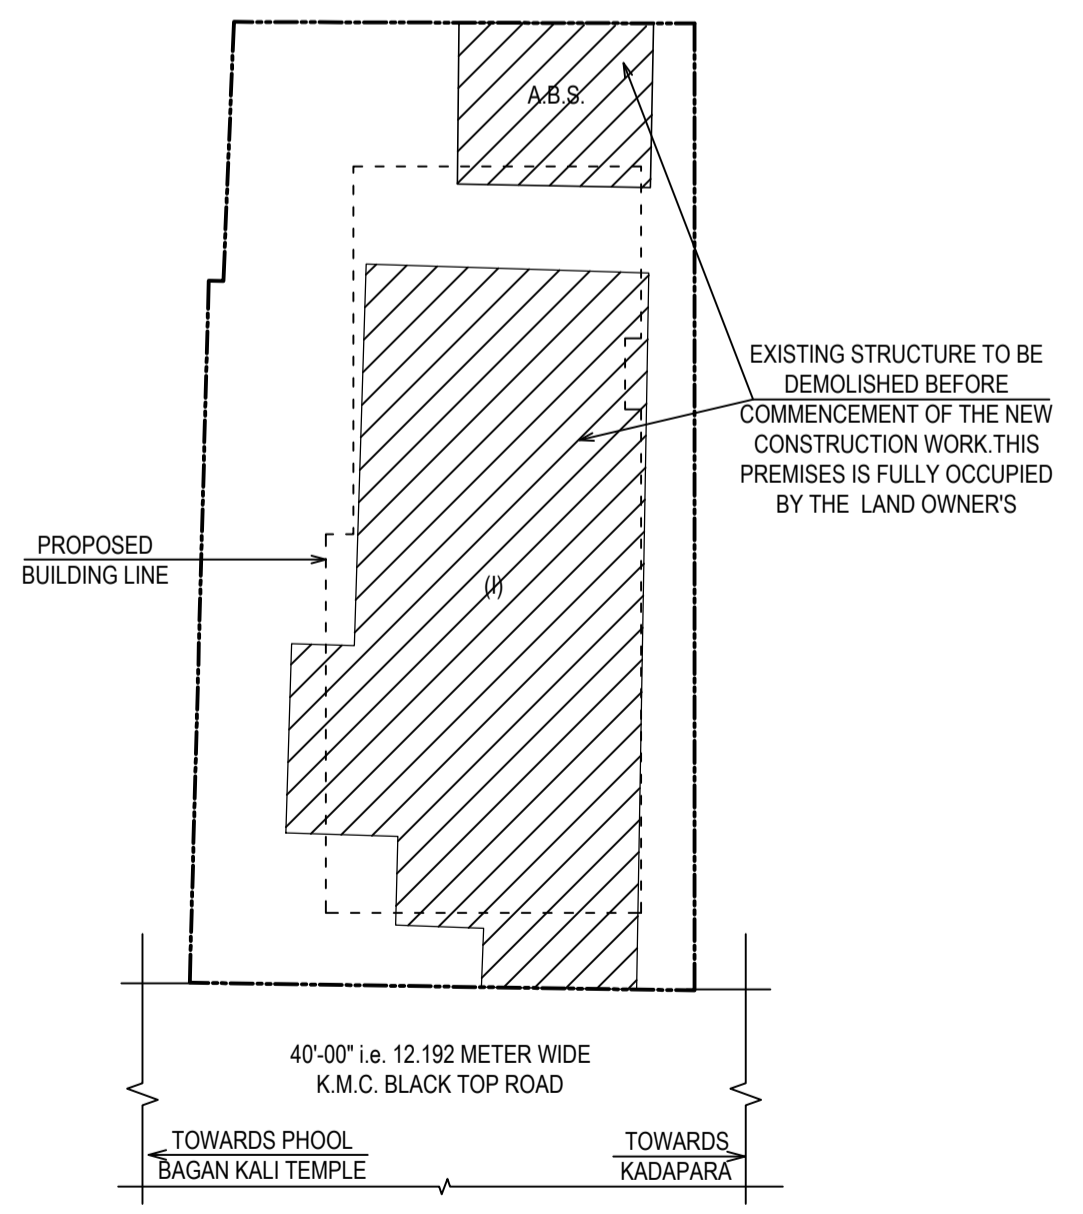 A.B.S.
EXISTING STRUCTURE TO BE
DEMOLISHED BEFORE
COMMENCEMENT OF THE NEW
CONSTRUCTION WORK.THIS
PREMISES IS FULLY OCCUPIED
BY THE LAND OWNER'S
PROPOSED
BUILDING LINE
(I)
40'-00" i.e. 12.192 METER WIDE
K.M.C. BLACK TOP ROAD
TOWARDS PHOOL
BAGAN KALI TEMPLE
TOWARDS
KADAPARA